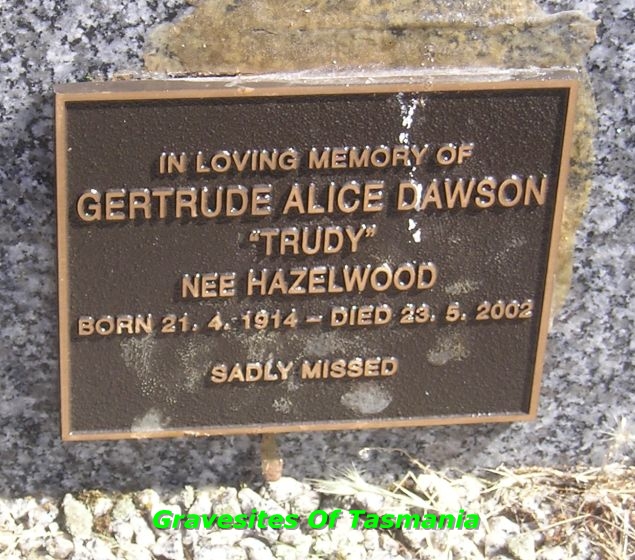 IN LOVING MEMORY OF
GERTRUDE ALICE DAWSON
"TRUDY"
NEE HAZELWOOD
BORN 21. 4. 1914 – DIED 23. 5. 2002
SADLY MISSED
Gravesites Of Tasmania